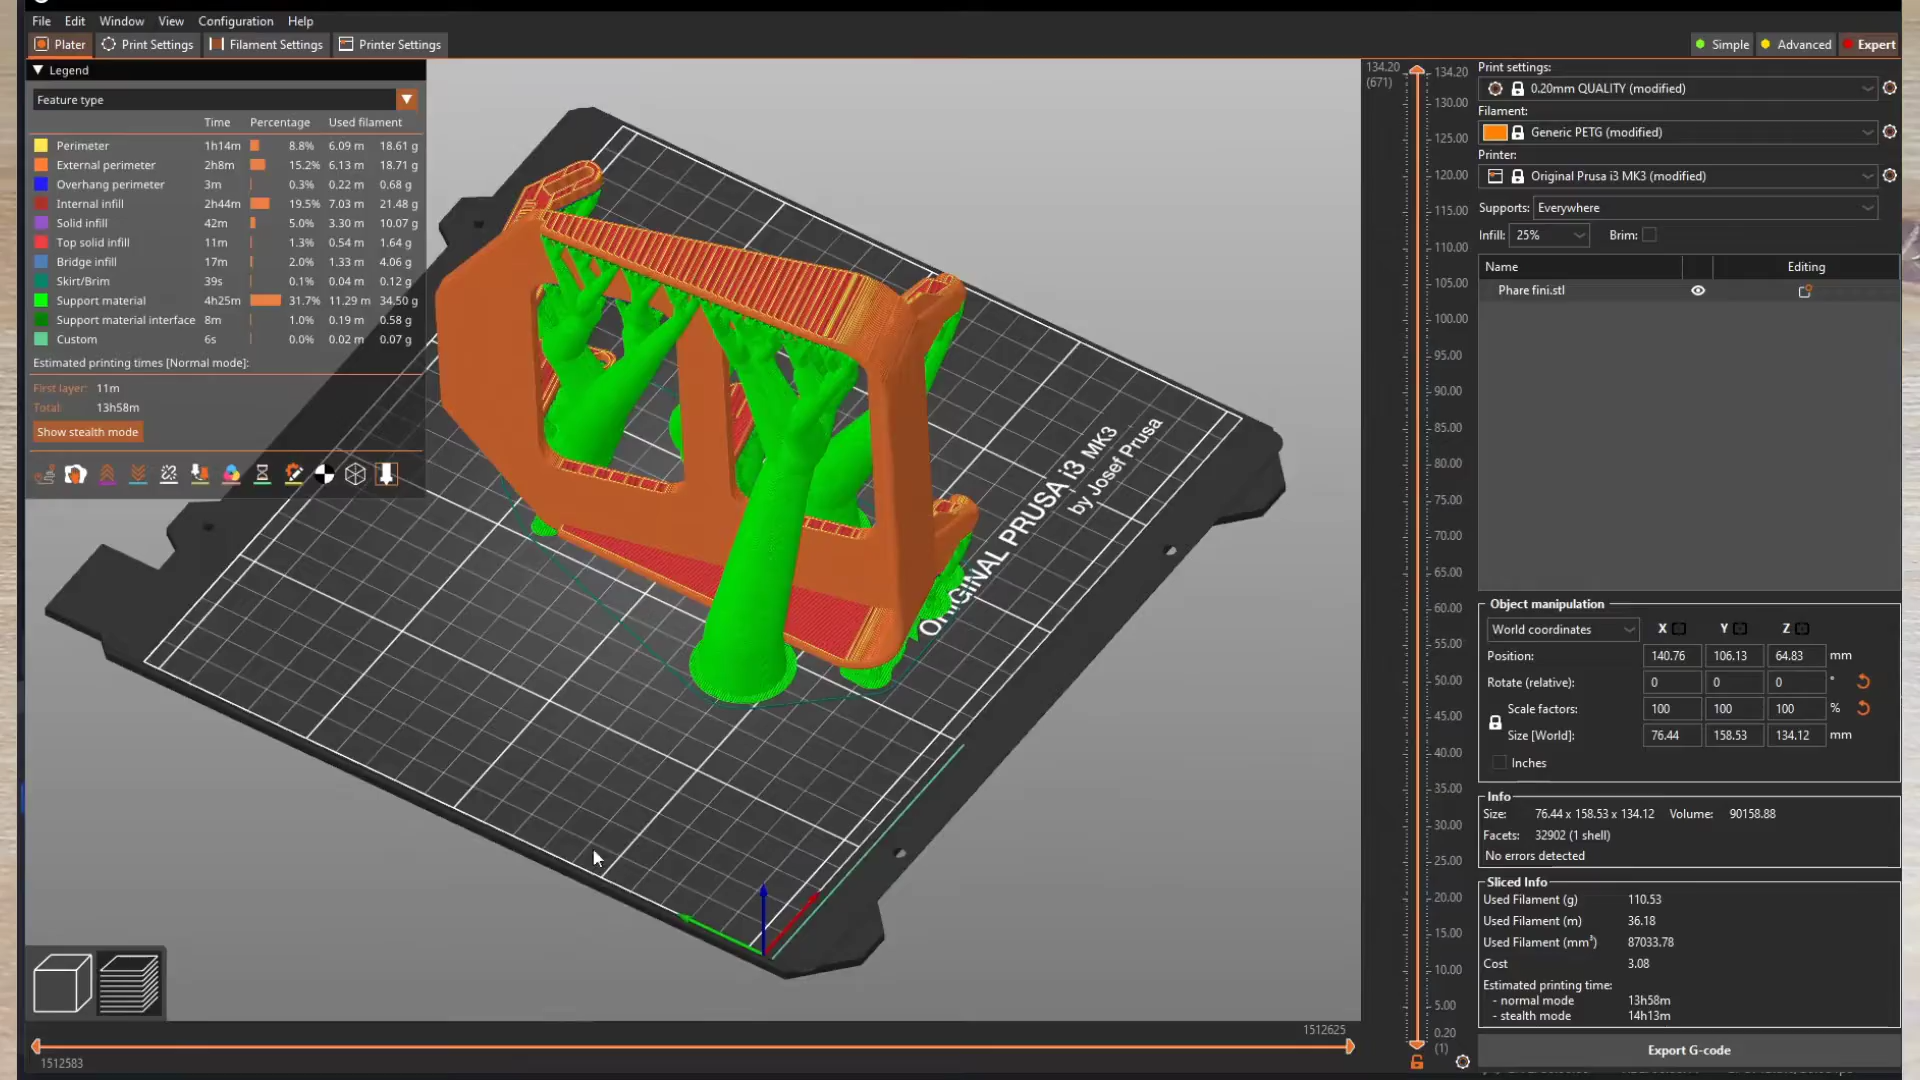 File Edit Window View Configuration Help
Plater Print Settings Filament Settings Printer Settings Simple Advanced Expert
Legend
Feature type
Time Percentage Used filament
Perimeter 1h14m 8.8% 6.09 m 18.61 g
External perimeter 2h8m 15.2% 6.13 m 18.71 g
Overhang perimeter 3m 0.3% 0.22 m 0.68 g
Internal infill 2h44m 19.5% 7.03 m 21.48 g
Solid infill 42m 5.0% 3.30 m 10.07 g
Top solid infill 11m 1.3% 0.54 m 1.64 g
Bridge infill 17m 2.0% 1.33 m 4.06 g
Skirt/Brim 39s 0.1% 0.04 m 0.12 g
Support material 4h25m 31.7% 11.29 m 34.50 g
Support material interface 8m 1.0% 0.19 m 0.58 g
Custom 6s 0.0% 0.02 m 0.07 g
Estimated printing times [Normal mode]:
First layer: 11m
Total: 13h58m
Show stealth mode
ORIGINAL PRUSA i3 MK3
by Josef Prusa
1512625
1512583
134.20
(671)
134.20
130.00
125.00
120.00
115.00
110.00
105.00
100.00
95.00
90.00
85.00
80.00
75.00
70.00
65.00
60.00
55.00
50.00
45.00
40.00
35.00
30.00
25.00
20.00
15.00
10.00
5.00
0.20
(1)
Print settings:
0.20mm QUALITY (modified)
Filament:
Generic PETG (modified)
Printer:
Original Prusa i3 MK3 (modified)
Supports: Everywhere
Infill: 25% Brim:
Name Editing
Phare fini.stl
Object manipulation
World coordinates X Y Z
Position: 140.76 106.13 64.83 mm
Rotate (relative): 0 0 0 °
Scale factors: 100 100 100 %
Size [World]: 76.44 158.53 134.12 mm
Inches
Info
Size: 76.44 x 158.53 x 134.12 Volume: 90158.88
Facets: 32902 (1 shell)
No errors detected
Sliced Info
Used Filament (g) 110.53
Used Filament (m) 36.18
Used Filament (mm³) 87033.78
Cost 3.08
Estimated printing time:
- normal mode 13h58m
- stealth mode 14h13m
Export G-code